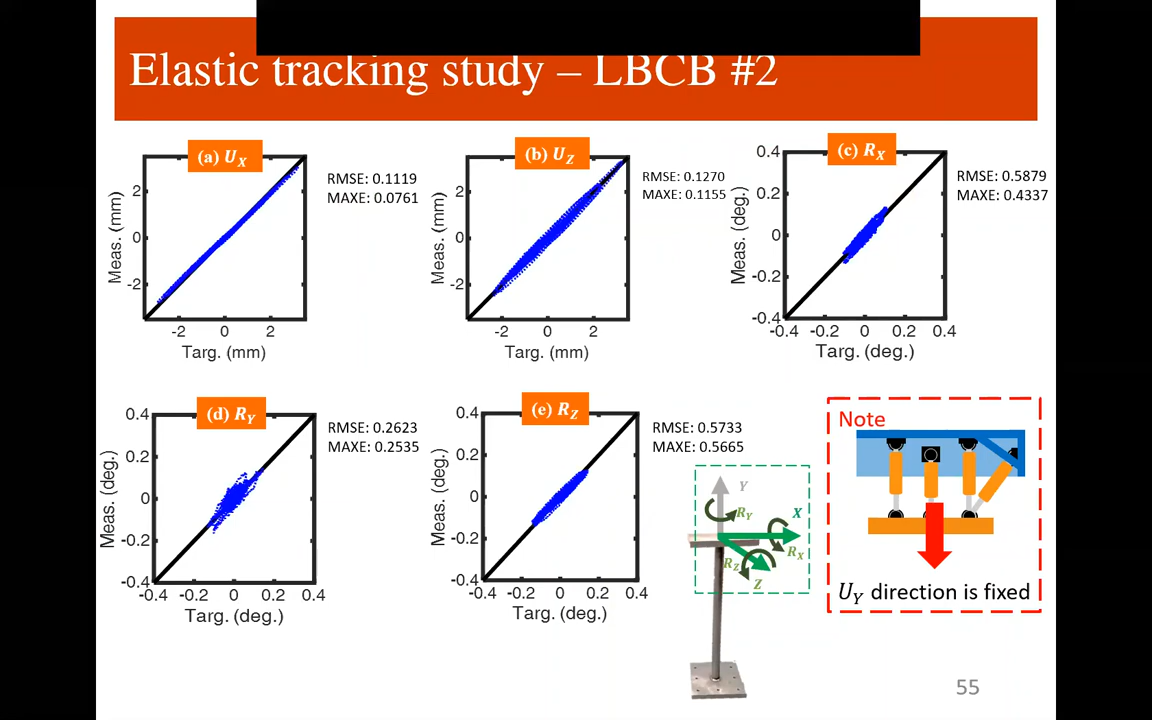 Elastic tracking study – LBCB #2
(a) U_X
RMSE: 0.1119
MAXE: 0.0761
Meas. (mm)
2
0
-2
-2 0 2
Targ. (mm)
(b) U_Z
RMSE: 0.1270
MAXE: 0.1155
Meas. (mm)
2
0
-2
-2 0 2
Targ. (mm)
(c) R_X
RMSE: 0.5879
MAXE: 0.4337
Meas. (deg.)
0.4
0.2
0
-0.2
-0.4
-0.4 -0.2 0 0.2 0.4
Targ. (deg.)
(d) R_Y
RMSE: 0.2623
MAXE: 0.2535
Meas. (deg.)
0.4
0.2
0
-0.2
-0.4
-0.4 -0.2 0 0.2 0.4
Targ. (deg.)
(e) R_Z
RMSE: 0.5733
MAXE: 0.5665
Meas. (deg.)
0.4
0.2
0
-0.2
-0.4
-0.4 -0.2 0 0.2 0.4
Targ. (deg.)
Y
R_Y
X
R_X
R_Z
Z
Note
U_Y direction is fixed
55